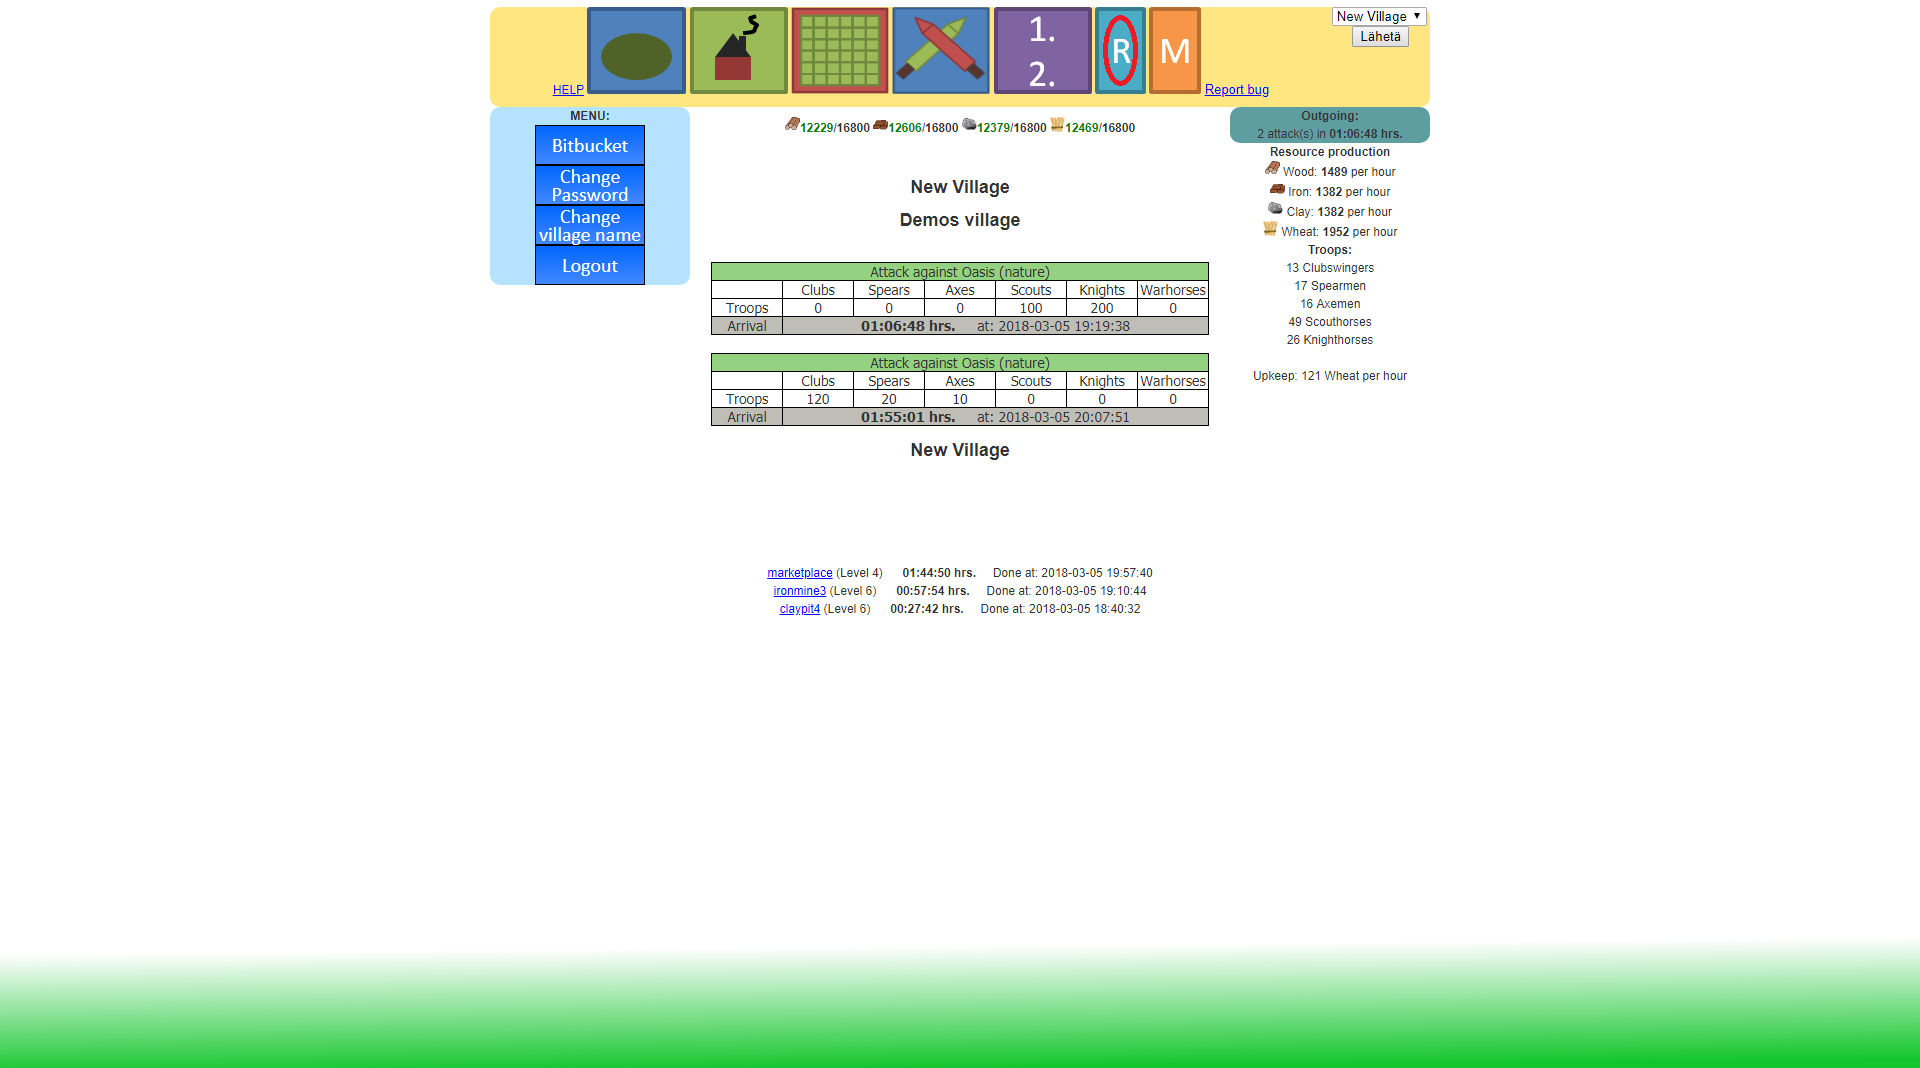 HELP
1.
2.
R
M
Report bug
New Village
Lähetä
MENU:
Bitbucket
Change
Password
Change
village name
Logout
12229/16800 12606/16800 12379/16800 12469/16800
New Village
Demos village
Attack against Oasis (nature)
Clubs Spears Axes Scouts Knights Warhorses
Troops 0 0 0 100 200 0
Arrival 01:06:48 hrs. at: 2018-03-05 19:19:38
Attack against Oasis (nature)
Clubs Spears Axes Scouts Knights Warhorses
Troops 120 20 10 0 0 0
Arrival 01:55:01 hrs. at: 2018-03-05 20:07:51
New Village
marketplace (Level 4) 01:44:50 hrs. Done at: 2018-03-05 19:57:40
ironmine3 (Level 6) 00:57:54 hrs. Done at: 2018-03-05 19:10:44
claypit4 (Level 6) 00:27:42 hrs. Done at: 2018-03-05 18:40:32
Outgoing:
2 attack(s) in 01:06:48 hrs.
Resource production
Wood: 1489 per hour
Iron: 1382 per hour
Clay: 1382 per hour
Wheat: 1952 per hour
Troops:
13 Clubswingers
17 Spearmen
16 Axemen
49 Scouthorses
26 Knighthorses
Upkeep: 121 Wheat per hour